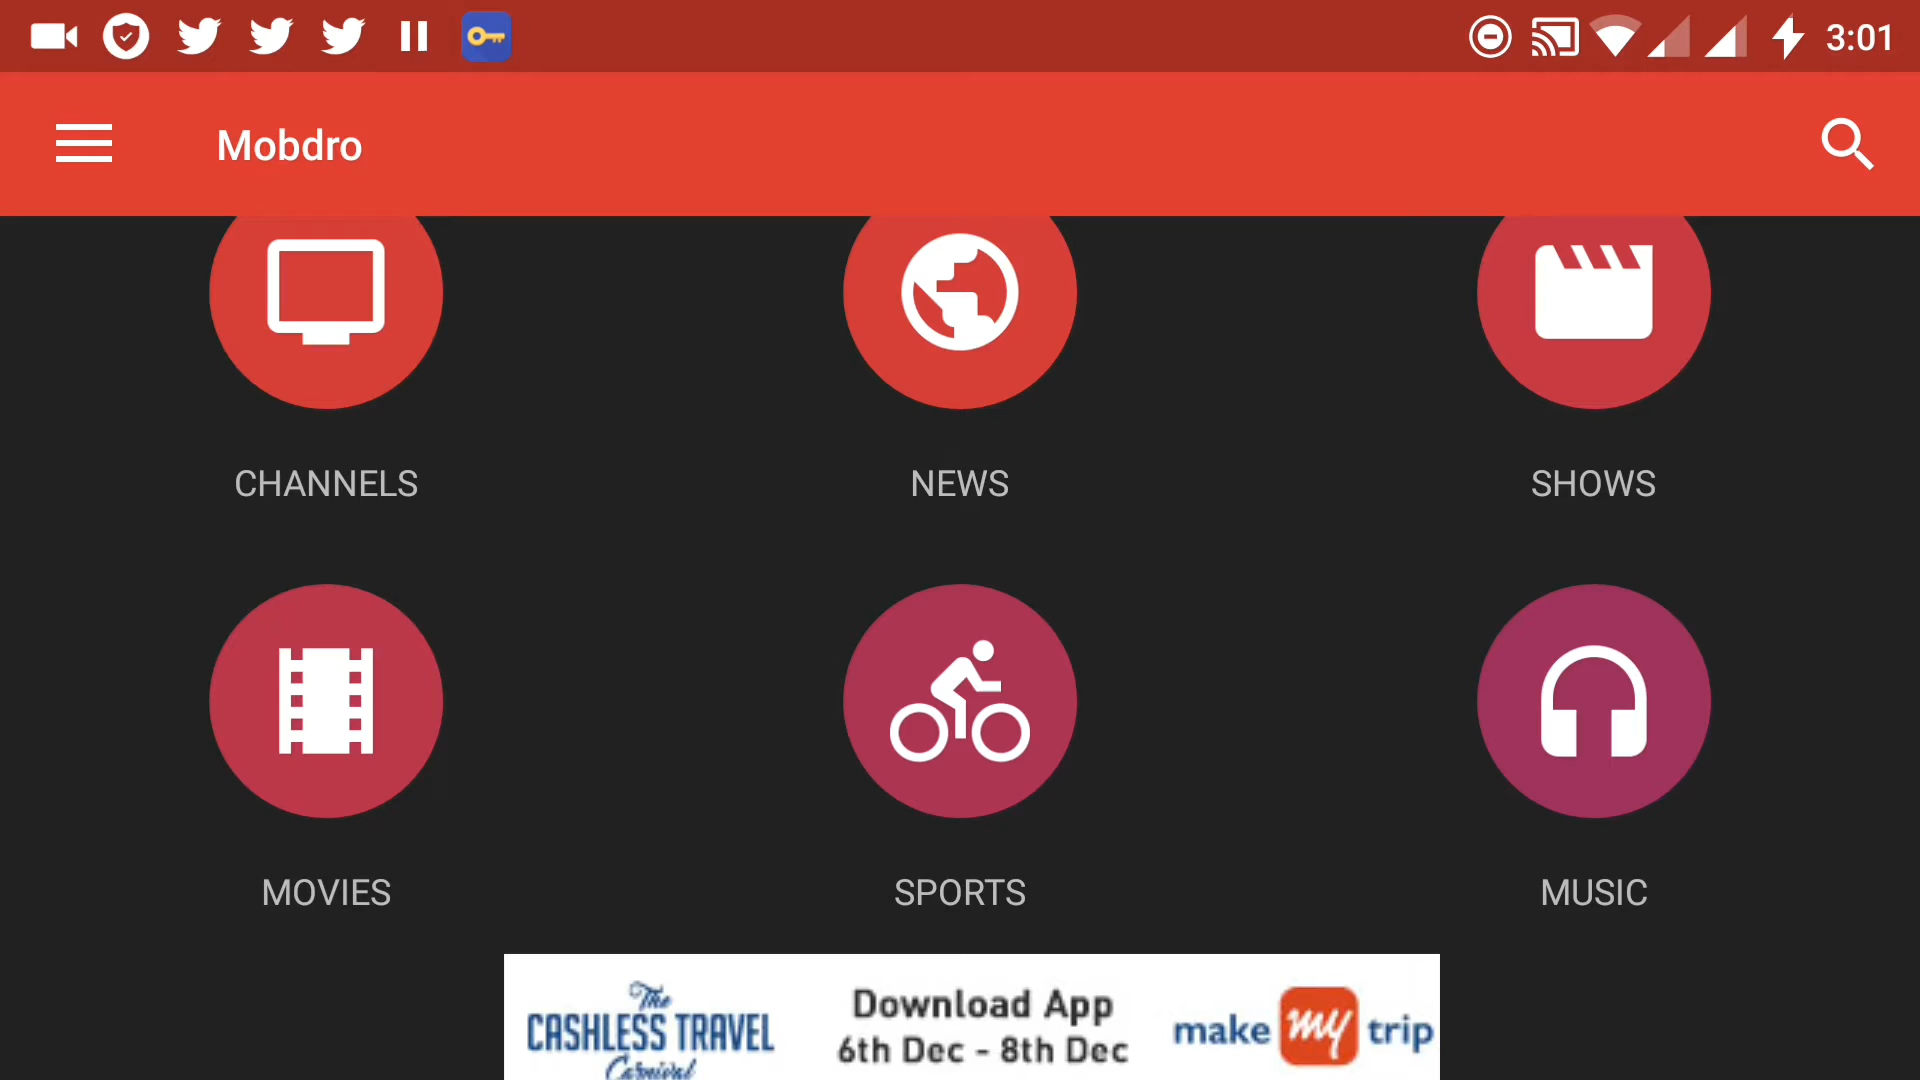 3:01
Mobdro
CHANNELS
NEWS
SHOWS
MOVIES
SPORTS
MUSIC
The
CASHLESS TRAVEL
Carnival
Download App
6th Dec - 8th Dec
make my trip